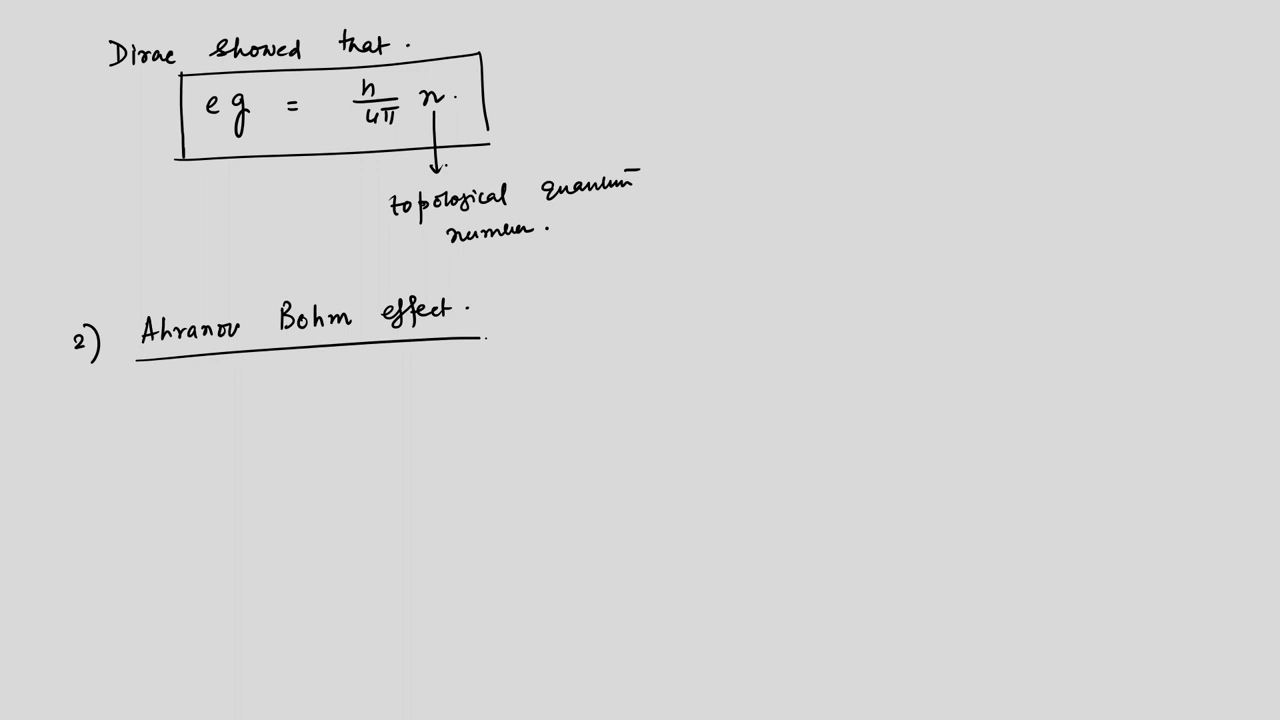 Dirac showed that.
e g = h/4π n.
topological quantum
number.
2) Ahranov Bohm effect.